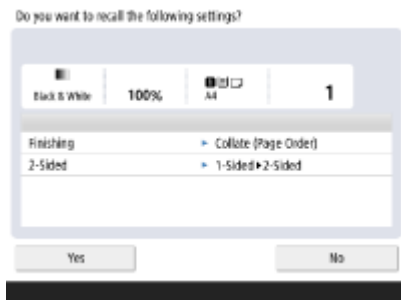 Do you want to recall the following settings?
Black & White
100%
A4
1
Finishing ▶ Collate (Page Order)
2-Sided ▶ 1-Sided▶2-Sided
Yes
No